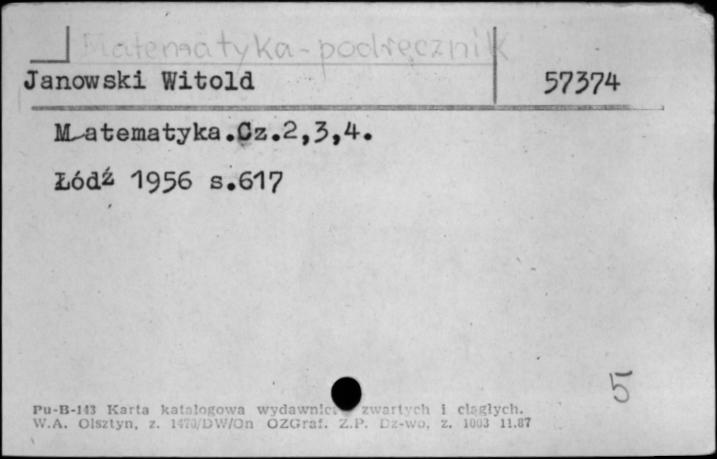 Matematyka-podręcznik
Janowski Witold 57374
Matematyka.Cz.2,3,4.
Łódź 1956 s.617
5
Pu-B-143 Karta katalogowa wydawnict zwartych i ciągłych.
W.A. Olsztyn, z. 1470/DW/On OZGraf. Z.P. Dz-wo, z. 1003 11.87